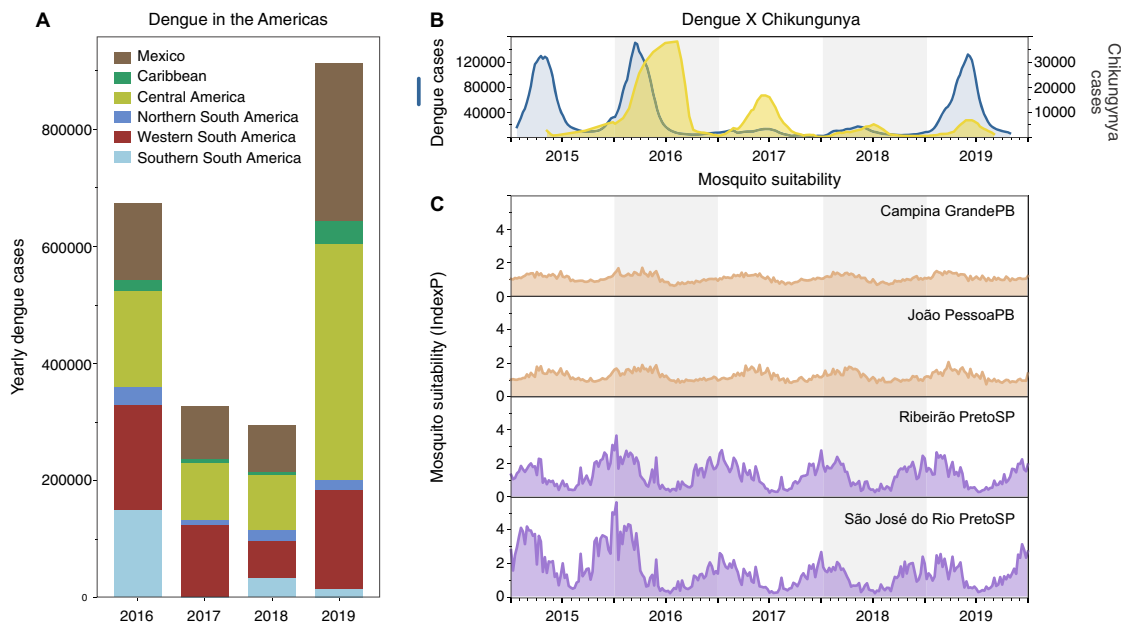 A
Dengue in the Americas
Yearly dengue cases
800000
600000
400000
200000
0
Mexico
Caribbean
Central America
Northern South America
Western South America
Southern South America
2016
2017
2018
2019
B
Dengue X Chikungunya
Dengue cases
120000
80000
40000
30000
20000
10000
Chikungynya
cases
2015
2016
2017
2018
2019
Mosquito suitability
C
Mosquito suitability (IndexP)
4
2
0
Campina GrandePB
4
2
0
João PessoaPB
4
2
0
Ribeirão PretoSP
4
2
0
São José do Rio PretoSP
2015
2016
2017
2018
2019